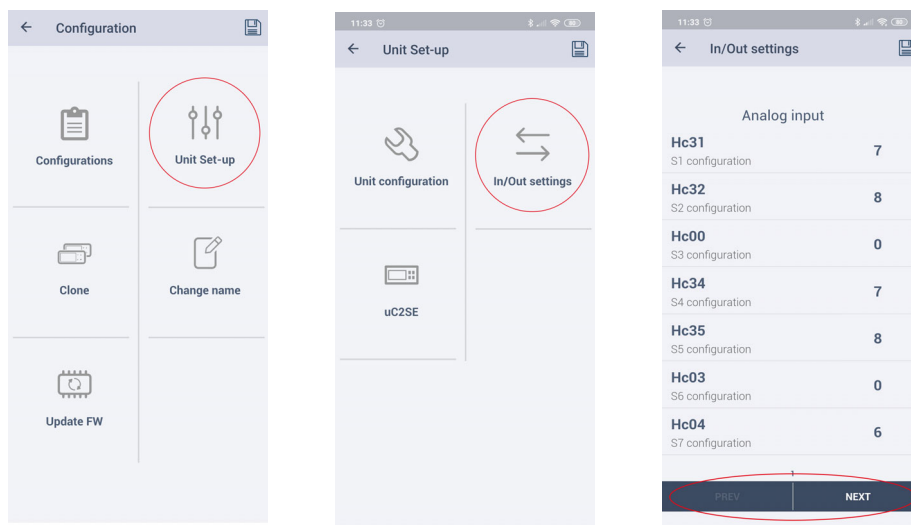 Configuration
Configurations
Unit Set-up
Clone
Change name
Update FW
11:33
Unit Set-up
Unit configuration
In/Out settings
uC2SE
11:33
In/Out settings
Analog input
Hc31
S1 configuration
7
Hc32
S2 configuration
8
Hc00
S3 configuration
0
Hc34
S4 configuration
7
Hc35
S5 configuration
8
Hc03
S6 configuration
0
Hc04
S7 configuration
6
1
PREV
NEXT